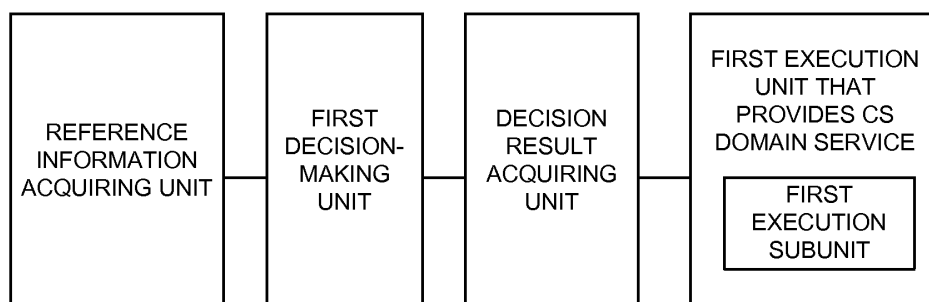 REFERENCE
INFORMATION
ACQUIRING UNIT
FIRST
DECISION-
MAKING
UNIT
DECISION
RESULT
ACQUIRING
UNIT
FIRST EXECUTION
UNIT THAT
PROVIDES CS
DOMAIN SERVICE
FIRST
EXECUTION
SUBUNIT